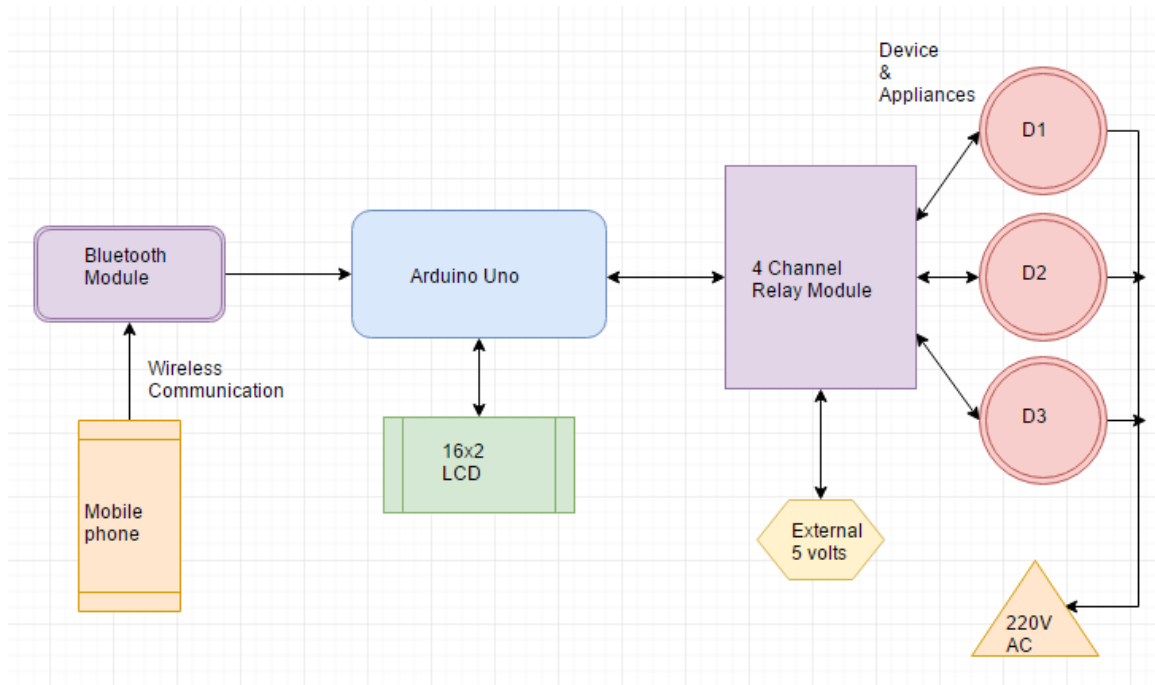 Device
&
Appliances
D1
Bluetooth
Module
Arduino Uno
4 Channel
Relay Module
D2
Wireless
Communication
D3
16x2
LCD
Mobile
phone
External
5 volts
220V
AC